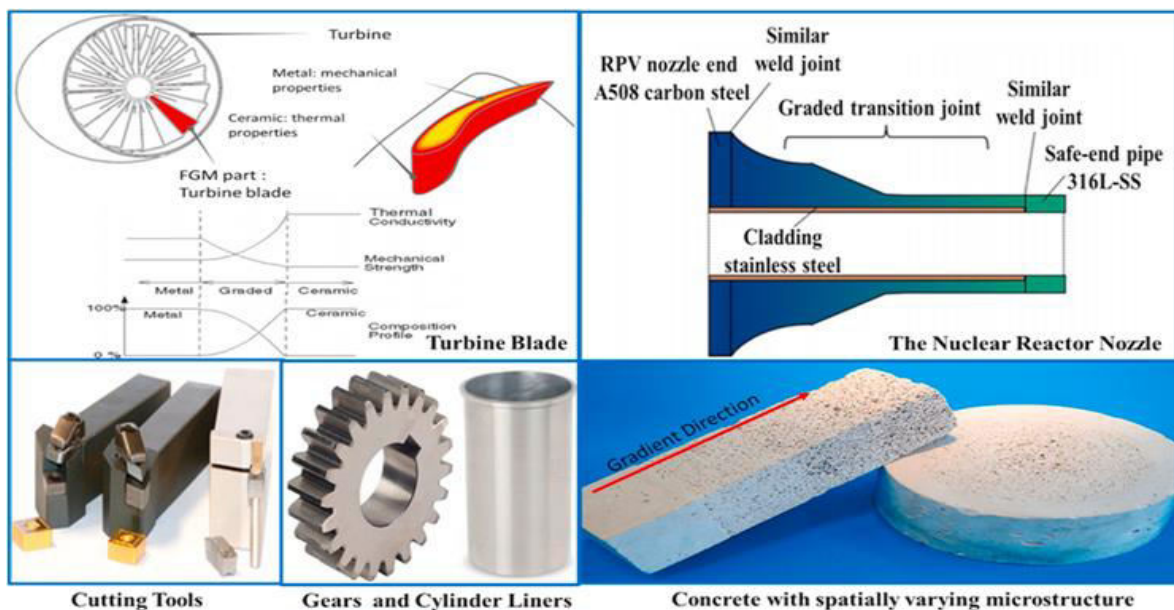 Turbine
Metal: mechanical
properties
Ceramic: thermal
properties
FGM part :
Turbine blade
Thermal
Conductivity
Mechanical
Strength
Metal
Graded
Ceramic
100%
Metal
Ceramic
Composition
Profile
0 %
Turbine Blade
Similar
weld joint
RPV nozzle end
A508 carbon steel
Graded transition joint
Similar
weld joint
Safe-end pipe
316L-SS
Cladding
stainless steel
The Nuclear Reactor Nozzle
Gradient Direction
Cutting Tools
Gears and Cylinder Liners
Concrete with spatially varying microstructure